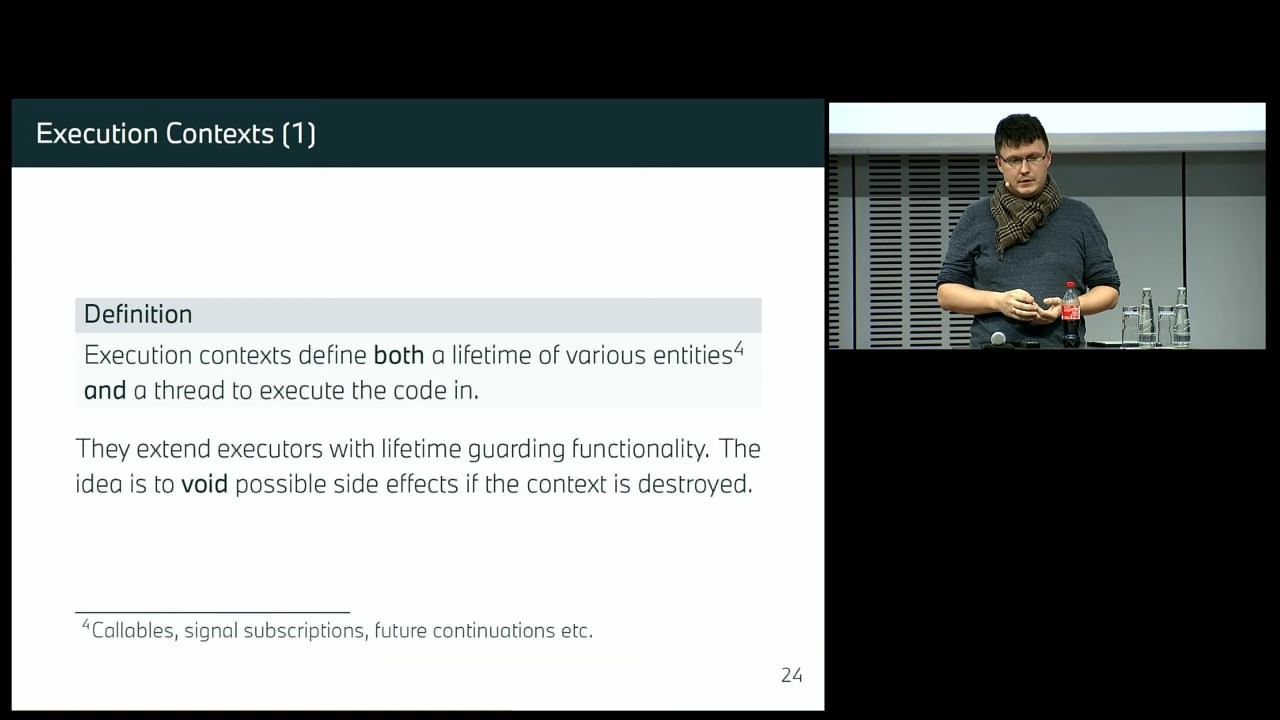 Execution Contexts (1)
Definition
Execution contexts define both a lifetime of various entities⁴
and a thread to execute the code in.
They extend executors with lifetime guarding functionality. The
idea is to void possible side effects if the context is destroyed.
⁴Callables, signal subscriptions, future continuations etc.
24